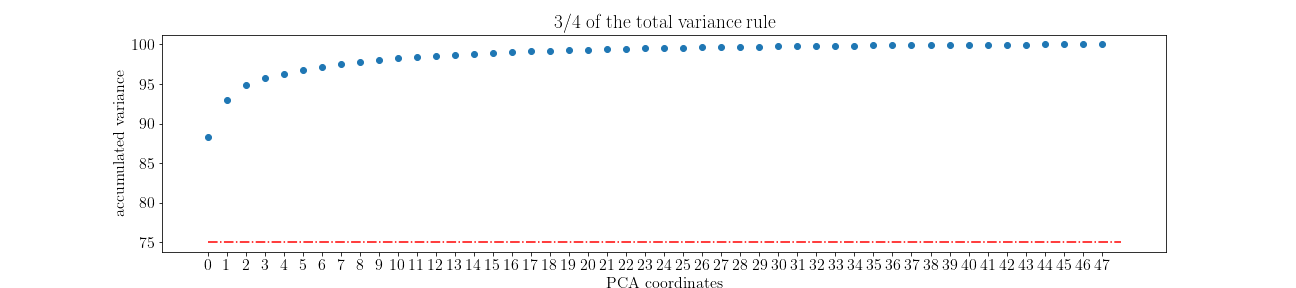 3/4 of the total variance rule
accumulated variance
100
95
90
85
80
75
0 1 2 3 4 5 6 7 8 9 10 11 12 13 14 15 16 17 18 19 20 21 22 23 24 25 26 27 28 29 30 31 32 33 34 35 36 37 38 39 40 41 42 43 44 45 46 47
PCA coordinates